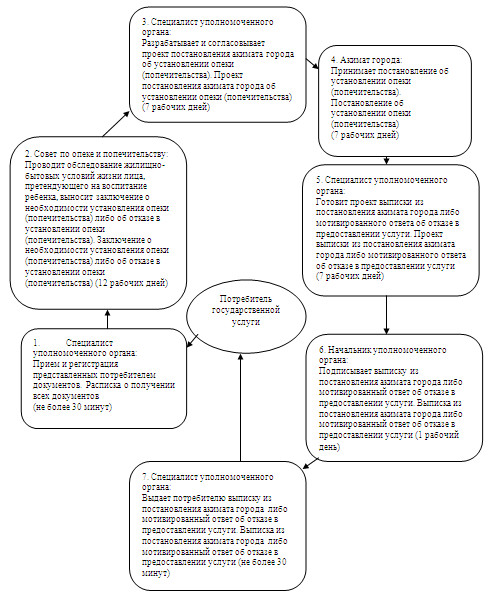 3. Специалист уполномоченного
органа:
Разрабатывает и согласовывает
проект постановления акимата города
об установлении опеки
(попечительства). Проект
постановления акимата города об
установлении опеки (попечительства)
(7 рабочих дней)
4. Акимат города:
Принимает постановление об
установлении опеки
(попечительства).
Постановление об
установлении опеки
(попечительства)
(7 рабочих дней)
2. Совет по опеке и попечительству:
Проводит обследование жилищно-
бытовых условий жизни лица,
претендующего на воспитание
ребенка, выносит заключение о
необходимости установления опеки
(попечительства) либо об отказе в
установлении опеки
(попечительства). Заключение о
необходимости установления опеки
(попечительства) либо об отказе в
установлении опеки
(попечительства) (12 рабочих дней)
5. Специалист уполномоченного
органа:
Готовит проект выписки из
постановления акимата города либо
мотивированного ответа об отказе в
предоставлении услуги. Проект
выписки из постановления акимата
города либо мотивированного ответа
об отказе в предоставлении услуги
(7 рабочих дней)
Потребитель
государственной
услуги
1. Специалист
уполномоченного органа:
Прием и регистрация
представленных потребителем
документов. Расписка о получении
всех документов
(не более 30 минут)
6. Начальник уполномоченного
органа:
Подписывает выписку из
постановления акимата города либо
мотивированный ответ об отказе в
предоставлении услуги. Выписка из
постановления акимата города либо
мотивированный ответ об отказе в
предоставлении услуги (1 рабочий
день)
7. Специалист уполномоченного
органа:
Выдает потребителю выписку из
постановления акимата города либо
мотивированный ответ об отказе в
предоставлении услуги. Выписка из
постановления акимата города либо
мотивированный ответ об отказе в
предоставлении услуги (не более 30
минут)